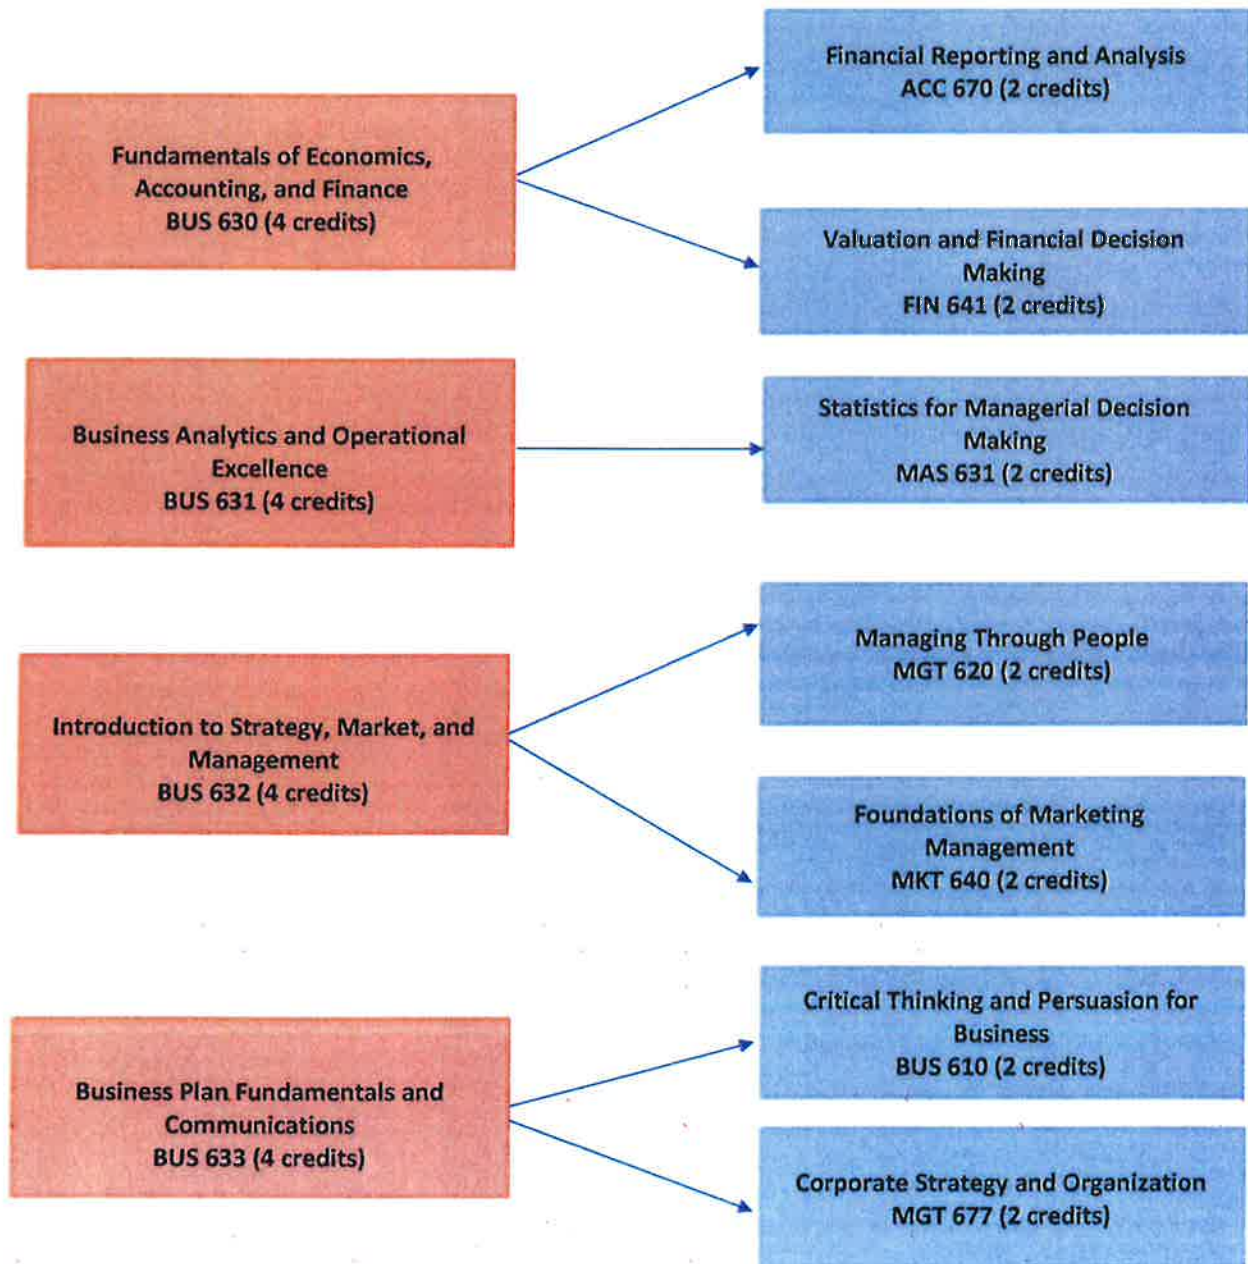 Fundamentals of Economics,
Accounting, and Finance
BUS 630 (4 credits)
Financial Reporting and Analysis
ACC 670 (2 credits)
Valuation and Financial Decision
Making
FIN 641 (2 credits)
Business Analytics and Operational
Excellence
BUS 631 (4 credits)
Statistics for Managerial Decision
Making
MAS 631 (2 credits)
Introduction to Strategy, Market, and
Management
BUS 632 (4 credits)
Managing Through People
MGT 620 (2 credits)
Foundations of Marketing
Management
MKT 640 (2 credits)
Business Plan Fundamentals and
Communications
BUS 633 (4 credits)
Critical Thinking and Persuasion for
Business
BUS 610 (2 credits)
Corporate Strategy and Organization
MGT 677 (2 credits)